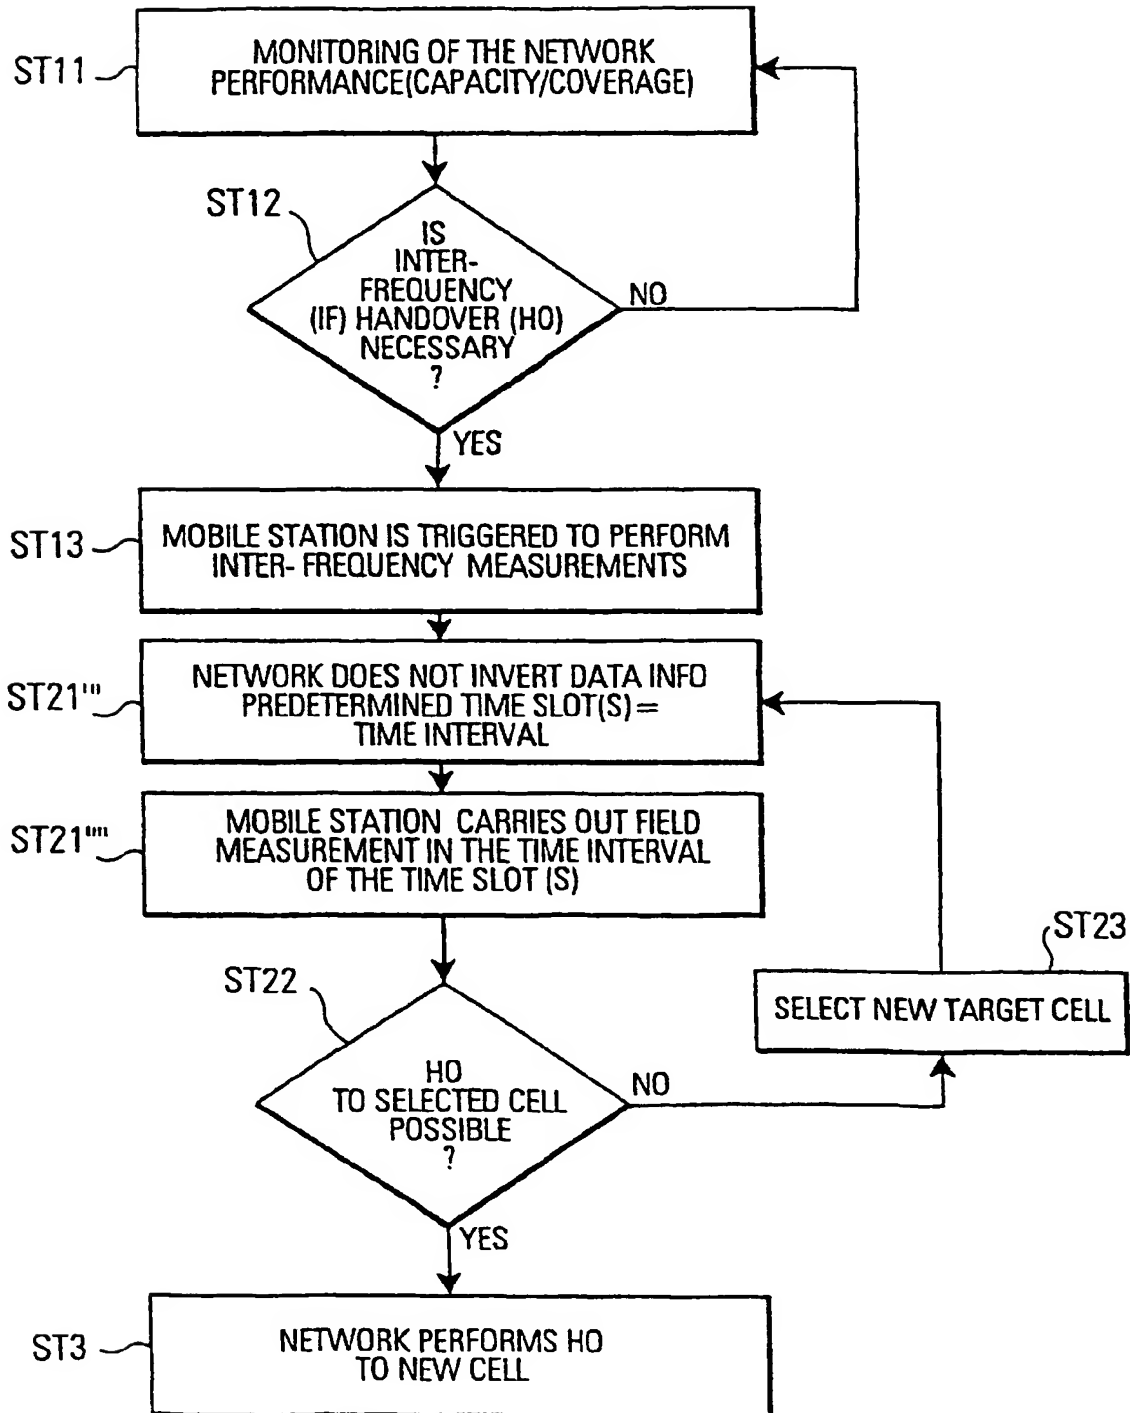 ST11
MONITORING OF THE NETWORK
PERFORMANCE(CAPACITY/COVERAGE)
ST12
IS
INTER-
FREQUENCY
(IF) HANDOVER (HO)
NECESSARY
?
NO
YES
ST13
MOBILE STATION IS TRIGGERED TO PERFORM
INTER- FREQUENCY MEASUREMENTS
ST21'''
NETWORK DOES NOT INVERT DATA INFO
PREDETERMINED TIME SLOT(S) =
TIME INTERVAL
ST21''''
MOBILE STATION CARRIES OUT FIELD
MEASUREMENT IN THE TIME INTERVAL
OF THE TIME SLOT (S)
ST23
SELECT NEW TARGET CELL
ST22
HO
TO SELECTED CELL
POSSIBLE
?
NO
YES
ST3
NETWORK PERFORMS HO
TO NEW CELL